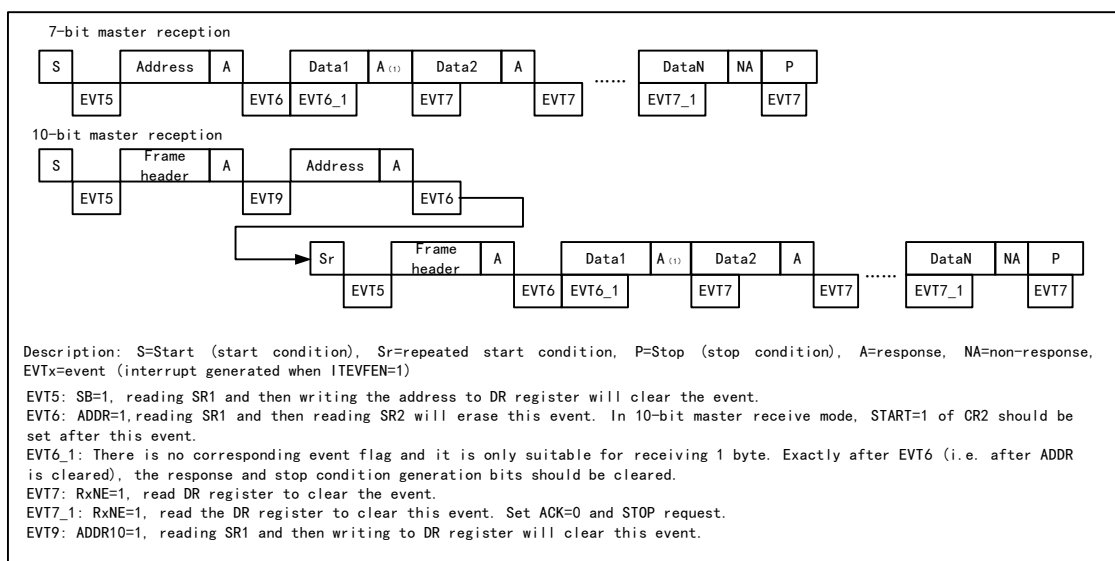 7-bit master reception
S Address A Data1 A (1) Data2 A ...... DataN NA P
EVT5 EVT6 EVT6_1 EVT7 EVT7 EVT7_1 EVT7
10-bit master reception
S Frame header A Address A
EVT5 EVT9 EVT6
Sr Frame header A Data1 A (1) Data2 A ...... DataN NA P
EVT5 EVT6 EVT6_1 EVT7 EVT7 EVT7_1 EVT7
Description: S=Start (start condition), Sr=repeated start condition, P=Stop (stop condition), A=response, NA=non-response,
EVTx=event (interrupt generated when ITEVFEN=1)
EVT5: SB=1, reading SR1 and then writing the address to DR register will clear the event.
EVT6: ADDR=1, reading SR1 and then reading SR2 will erase this event. In 10-bit master receive mode, START=1 of CR2 should be
set after this event.
EVT6_1: There is no corresponding event flag and it is only suitable for receiving 1 byte. Exactly after EVT6 (i.e. after ADDR
is cleared), the response and stop condition generation bits should be cleared.
EVT7: RxNE=1, read DR register to clear the event.
EVT7_1: RxNE=1, read the DR register to clear this event. Set ACK=0 and STOP request.
EVT9: ADDR10=1, reading SR1 and then writing to DR register will clear this event.